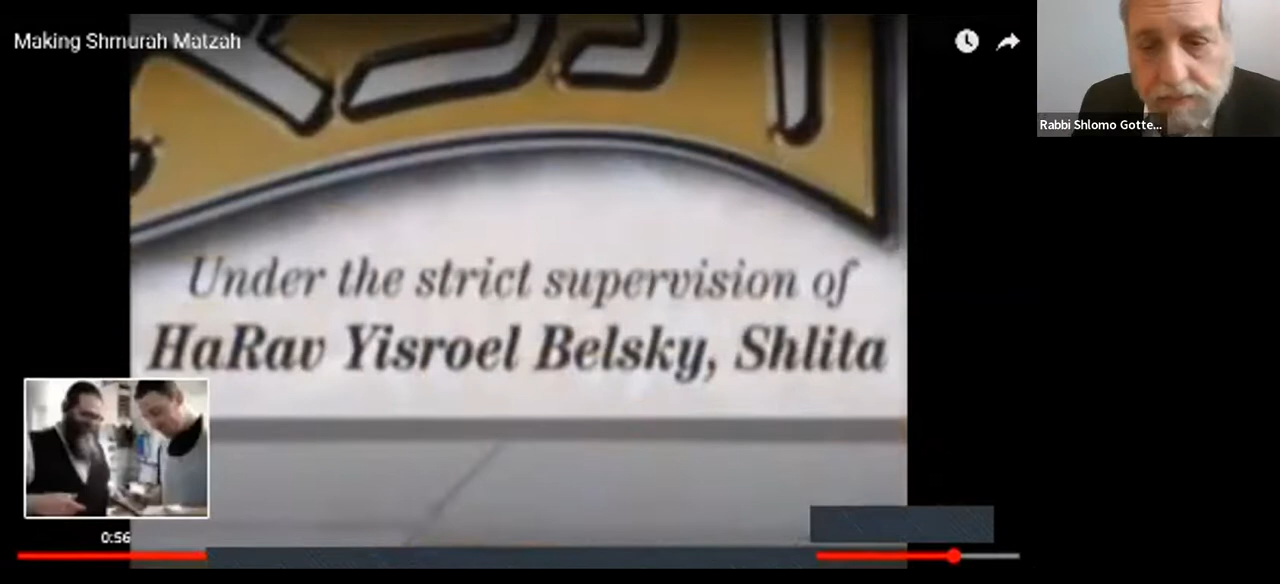 Making Shmurah Matzah
Rabbi Shlomo Gotte...
Under the strict supervision of
HaRav Yisroel Belsky, Shlita
0:56